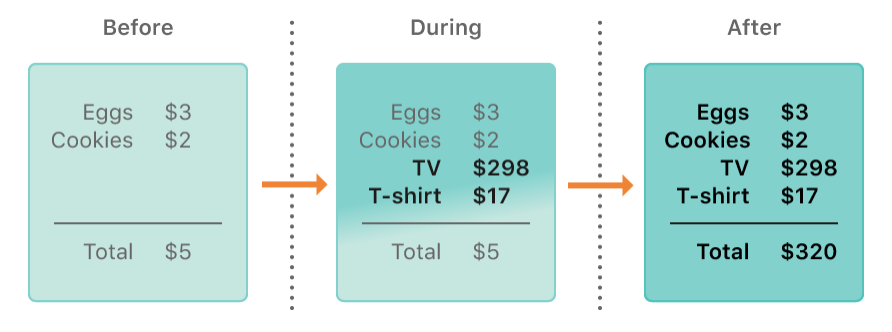 Before
Eggs $3
Cookies $2
Total $5
During
Eggs $3
Cookies $2
TV $298
T-shirt $17
Total $5
After
Eggs $3
Cookies $2
TV $298
T-shirt $17
Total $320